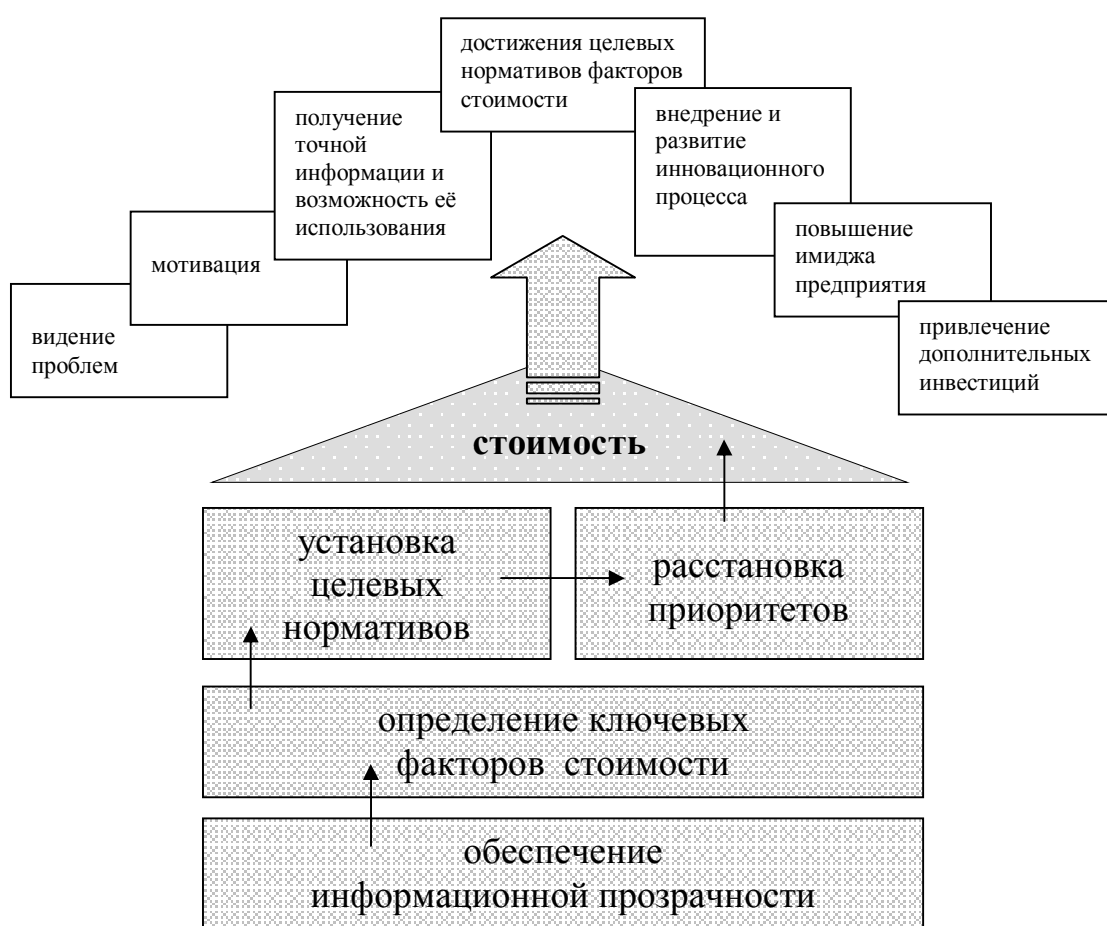 достижения целевых
нормативов факторов
стоимости
получение
точной
информации и
возможность её
использования
внедрение и
развитие
инновационного
процесса
мотивация
повышение
имиджа
предприятия
видение
проблем
привлечение
дополнительных
инвестиций
стоимость
установка
целевых
нормативов
расстановка
приоритетов
определение ключевых
факторов стоимости
обеспечение
информационной прозрачности